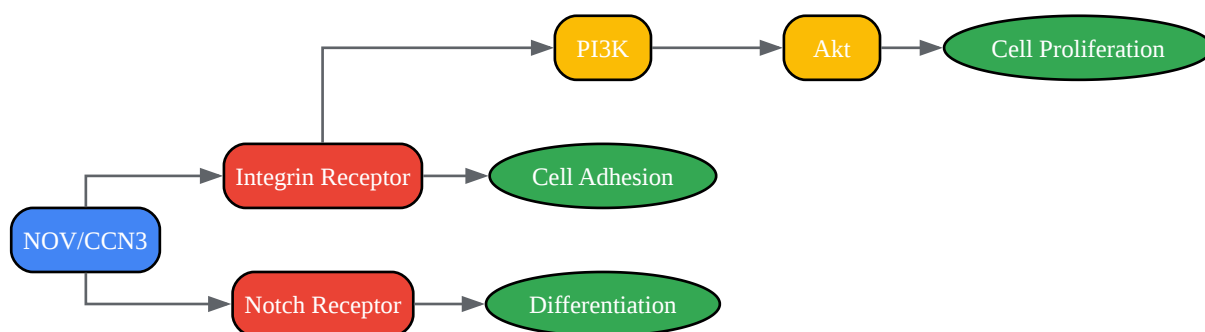 PI3K
Akt
Cell Proliferation
Integrin Receptor
Cell Adhesion
NOV/CCN3
Notch Receptor
Differentiation